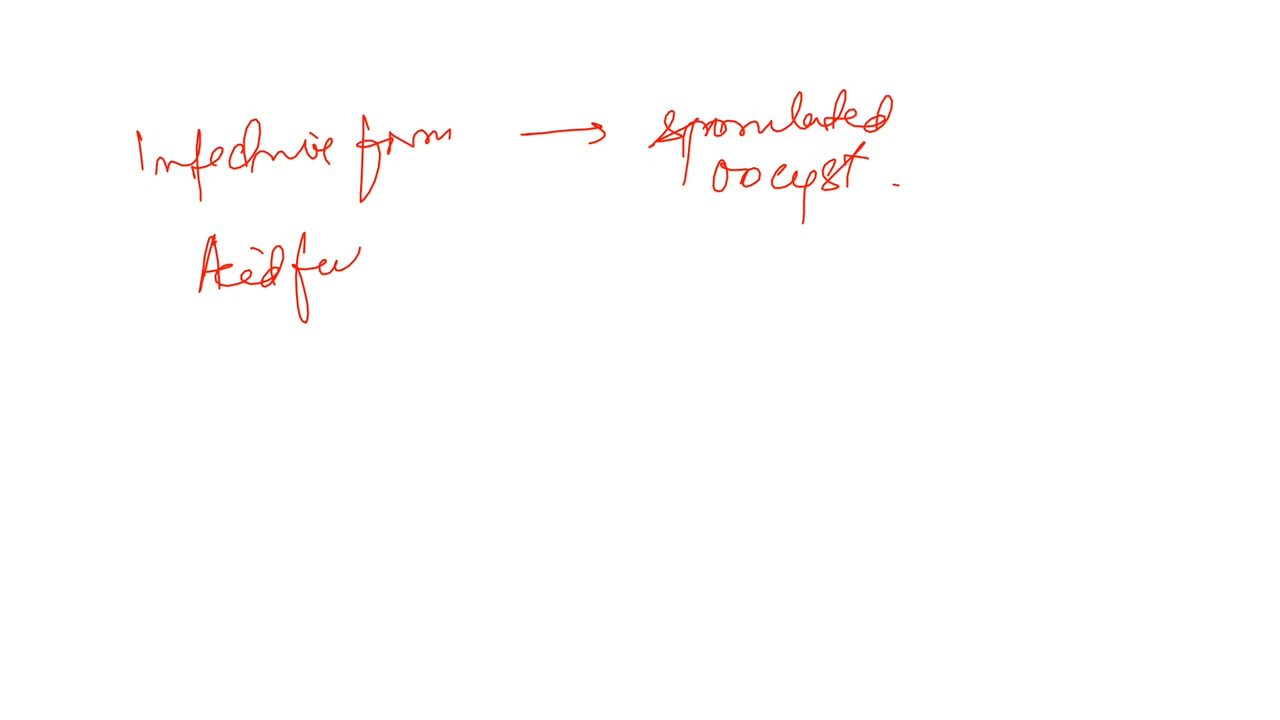 Infective form → sporulated
oocyst .
Acid fa